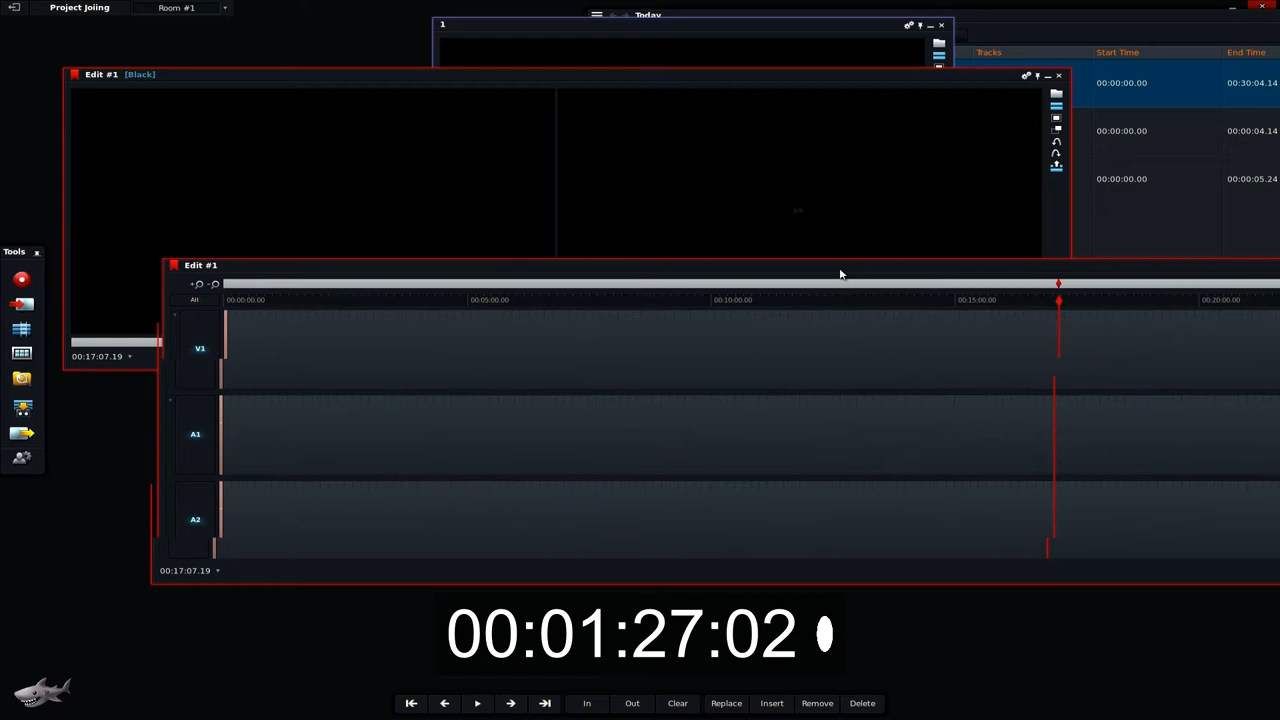 Project Joiing
Room #1
Today
1
Tracks
Start Time
End Time
Edit #1 [Black]
00:00:00.00
00:30:04.14
00:00:00.00
00:00:04.14
00:00:00.00
00:00:05.24
Tools
Edit #1
All
00:00:00.00
00:05:00.00
00:10:00.00
00:15:00.00
00:20:00.00
V1
00:17:07.19
A1
A2
00:17:07.19
00:01:27:02
In
Out
Clear
Replace
Insert
Remove
Delete